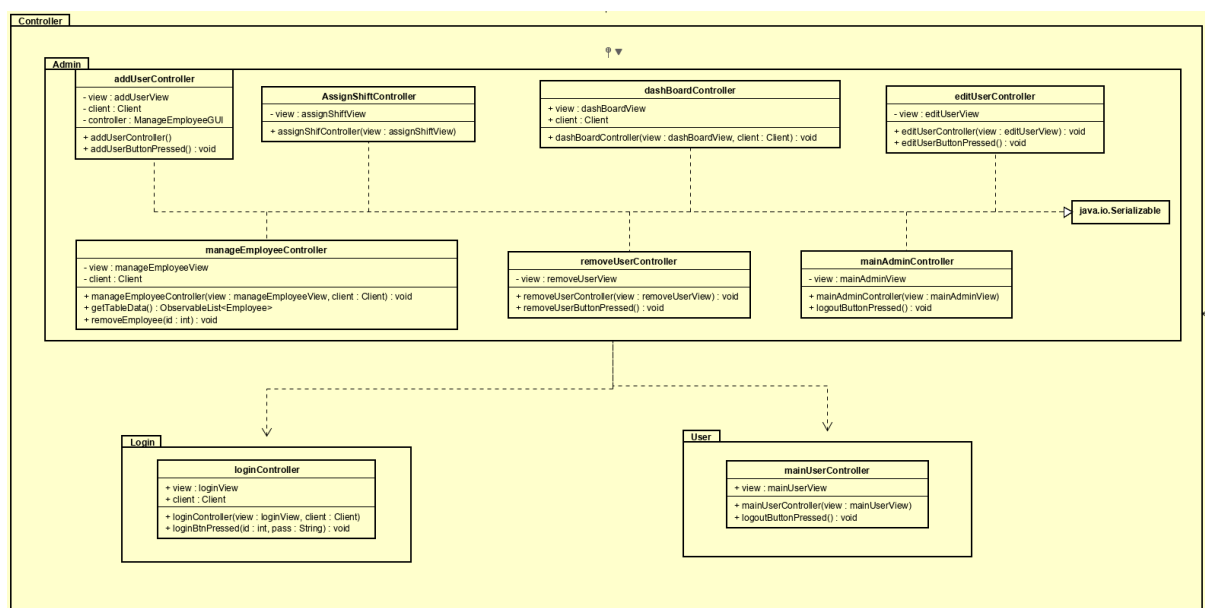 Controller
Admin
addUserController
- view : addUserView
- client : Client
- controller : ManageEmployeeGUI
+ addUserController()
+ addUserButtonPressed() : void
AssignShiftController
- view : assignShiftView
+ assignShifController(view : assignShiftView)
dashBoardController
+ view : dashBoardView
+ client : Client
+ dashBoardController(view : dashBoardView, client : Client) : void
editUserController
- view : editUserView
+ editUserController(view : editUserView) : void
+ editUserButtonPressed() : void
java.io.Serializable
manageEmployeeController
- view : manageEmployeeView
- client : Client
+ manageEmployeeController(view : manageEmployeeView, client : Client) : void
+ getTableData() : ObservableList<Employee>
+ removeEmployee(id : int) : void
removeUserController
- view : removeUserView
+ removeUserController(view : removeUserView) : void
+ removeUserButtonPressed() : void
mainAdminController
- view : mainAdminView
+ mainAdminController(view : mainAdminView)
+ logoutButtonPressed() : void
Login
loginController
+ view : loginView
+ client : Client
+ loginController(view : loginView, client : Client)
+ loginBtnPressed(id : int, pass : String) : void
User
mainUserController
+ view : mainUserView
+ mainUserController(view : mainUserView)
+ logoutButtonPressed() : void